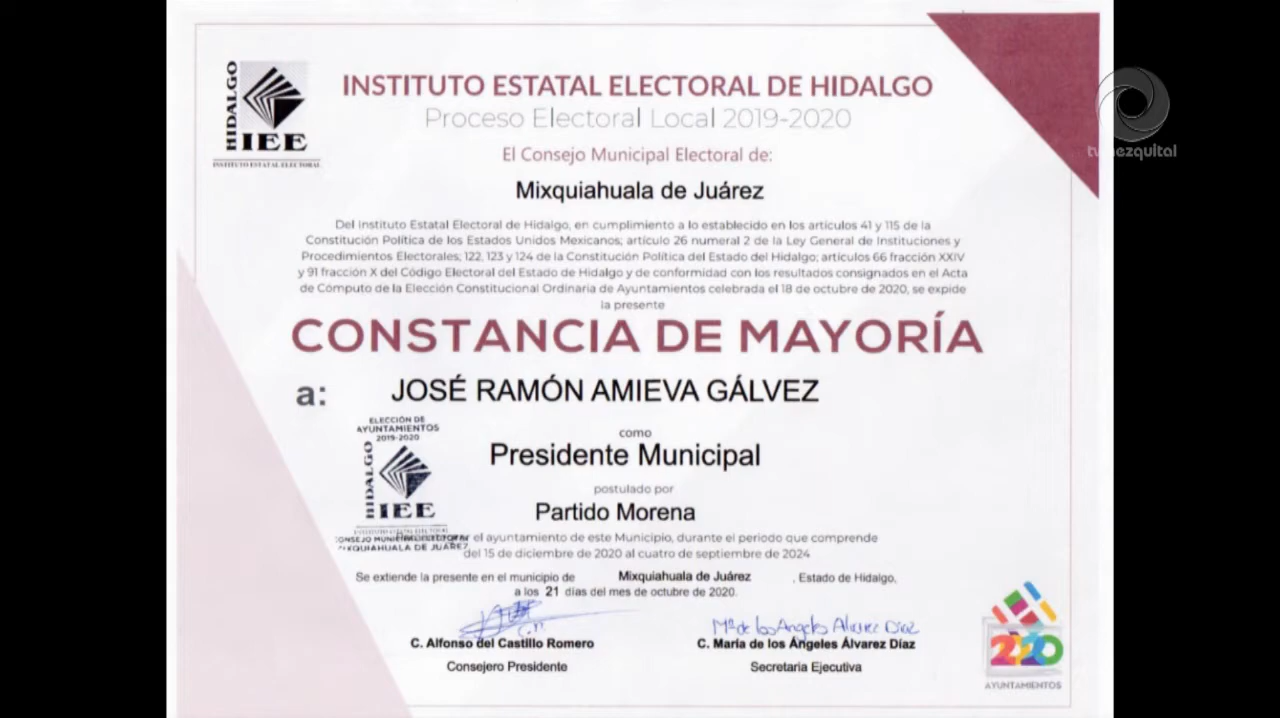 HIDALGO
IEE
INSTITUTO ESTATAL ELECTORAL
INSTITUTO ESTATAL ELECTORAL DE HIDALGO
Proceso Electoral Local 2019-2020
El Consejo Municipal Electoral de:
Mixquiahuala de Juárez
Del Instituto Estatal Electoral de Hidalgo, en cumplimiento a lo establecido en los artículos 41 y 115 de la
Constitución Política de los Estados Unidos Mexicanos; artículo 26 numeral 2 de la Ley General de Instituciones y
Procedimientos Electorales; 122, 123 y 124 de la Constitución Política del Estado del Hidalgo; artículos 66 fracción XXIV
y 91 fracción X del Código Electoral del Estado de Hidalgo y de conformidad con los resultados consignados en el Acta
de Cómputo de la Elección Constitucional Ordinaria de Ayuntamientos celebrada el 18 de octubre de 2020, se expide
la presente
CONSTANCIA DE MAYORÍA
a: JOSÉ RAMÓN AMIEVA GÁLVEZ
ELECCIÓN DE
AYUNTAMIENTOS
2019-2020
HIDALGO
IEE
como
Presidente Municipal
postulado por
Partido Morena
el ayuntamiento de este Municipio, durante el periodo que comprende
MIXQUIAHUALA DE JUÁREZ
del 15 de diciembre de 2020 al cuatro de septiembre de 2024
Se extiende la presente en el municipio de Mixquiahuala de Juárez , Estado de Hidalgo,
a los 21 días del mes de octubre de 2020.
Mª de los Angeles Alvarez Diaz
C. Alfonso del Castillo Romero
C. María de los Ángeles Álvarez Díaz
Consejero Presidente
Secretaria Ejecutiva
2020
AYUNTAMIENTOS
tvmezquital